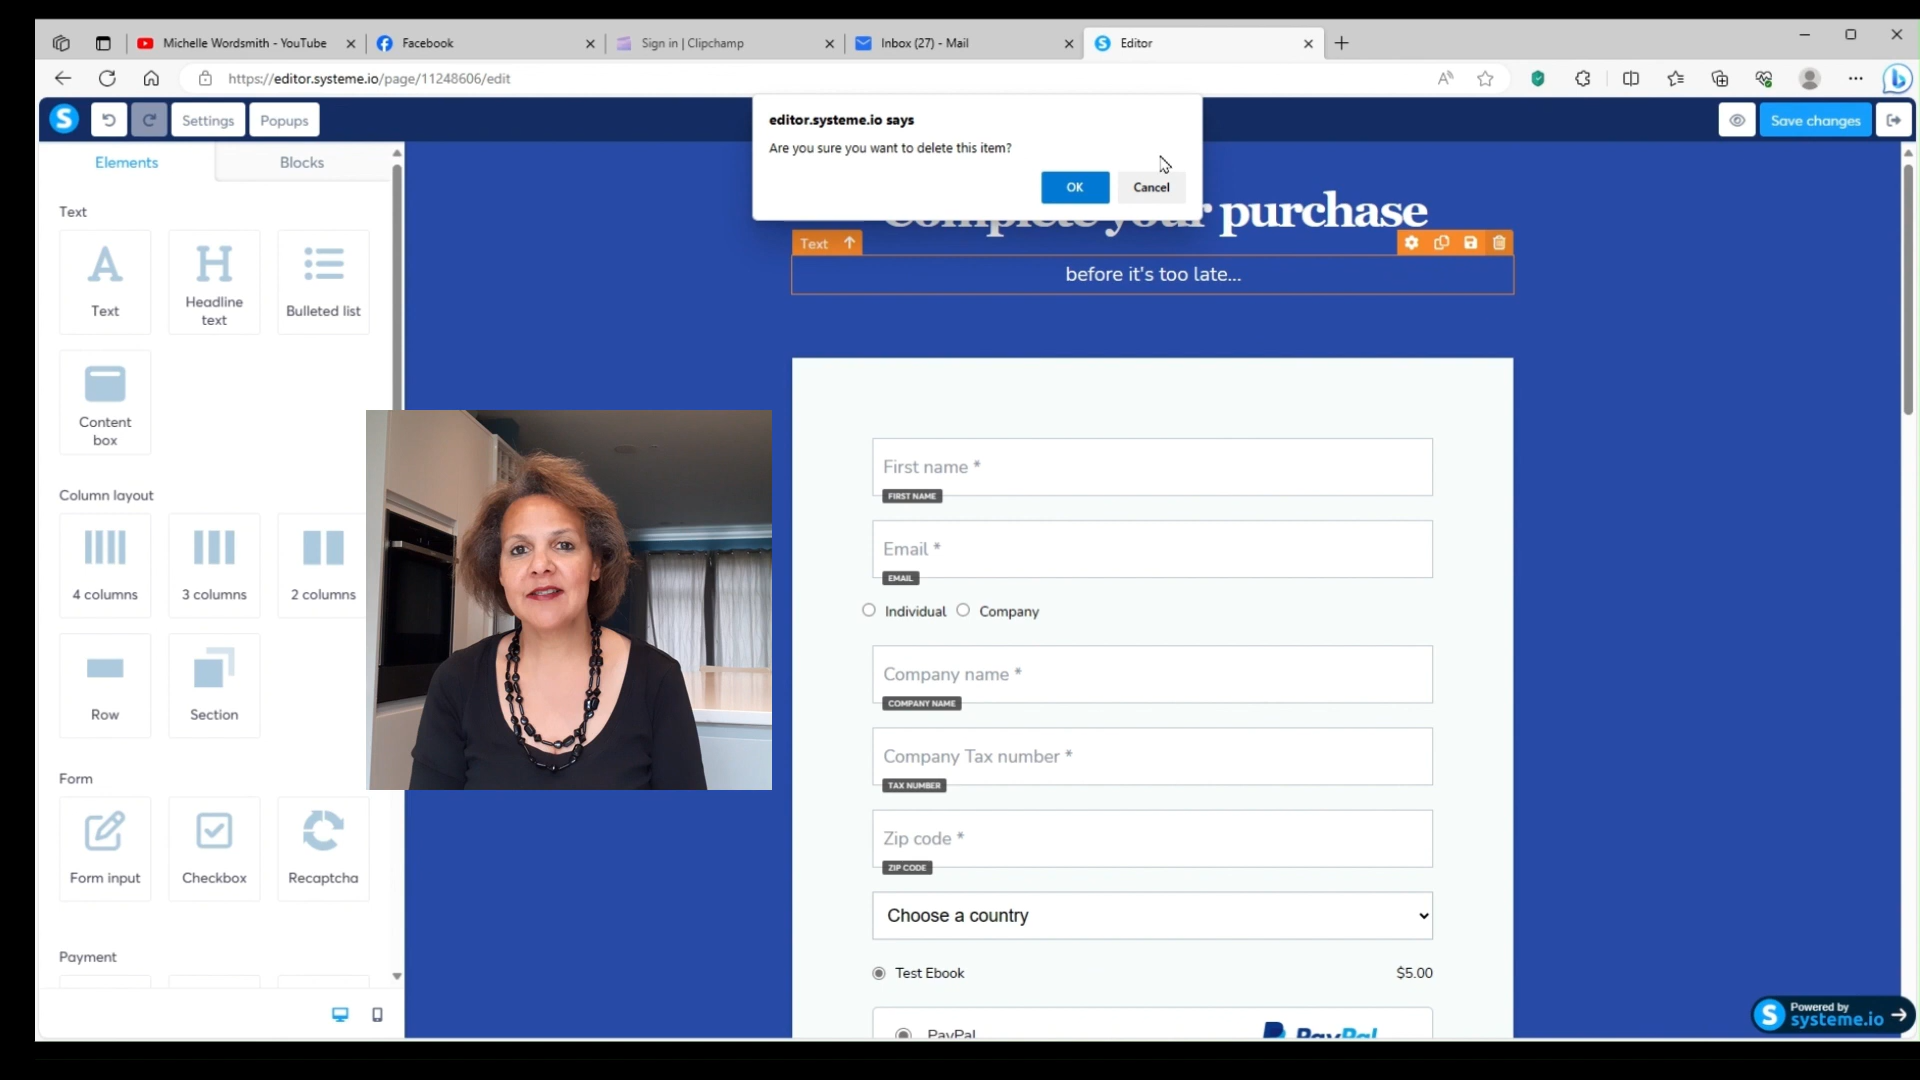 Michelle Wordsmith - YouTube
Facebook
Sign in | Clipchamp
Inbox (27) - Mail
Editor
https://editor.systeme.io/page/11248606/edit
S
Settings
Popups
Save changes
editor.systeme.io says
Are you sure you want to delete this item?
OK
Cancel
Elements
Blocks
Complete your purchase
Text
before it's too late...
Text
Text
Headline text
Bulleted list
Content box
Column layout
4 columns
3 columns
2 columns
Row
Section
Form
Form input
Checkbox
Recaptcha
Payment
First name *
FIRST NAME
Email *
EMAIL
Individual
Company
Company name *
COMPANY NAME
Company Tax number *
TAX NUMBER
Zip code *
ZIP CODE
Choose a country
Test Ebook
$5.00
PayPal
PayPal
Powered by
systeme.io